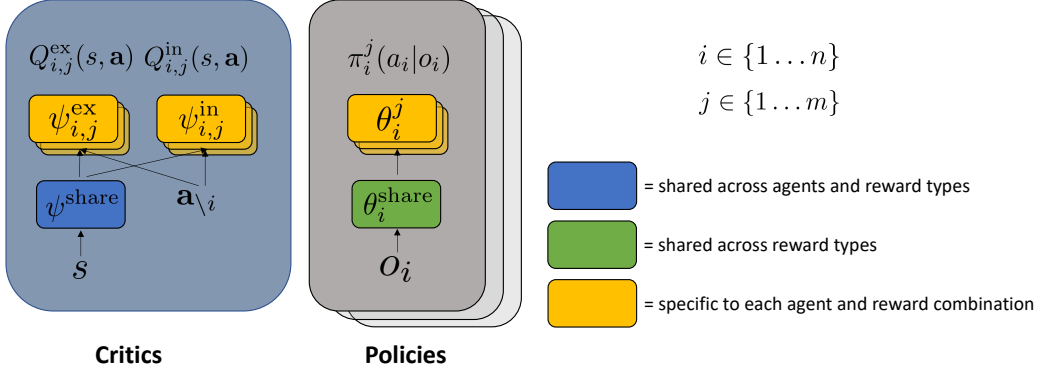 Q^{ex}_{i,j}(s, a) Q^{in}_{i,j}(s, a)
ψ^{ex}_{i,j} ψ^{in}_{i,j}
ψ^{share} a_{\i}
s
Critics
π^j_i(a_i|o_i)
θ^j_i
θ^{share}_i
o_i
Policies
i ∈ {1 … n}
j ∈ {1 … m}
= shared across agents and reward types
= shared across reward types
= specific to each agent and reward combination